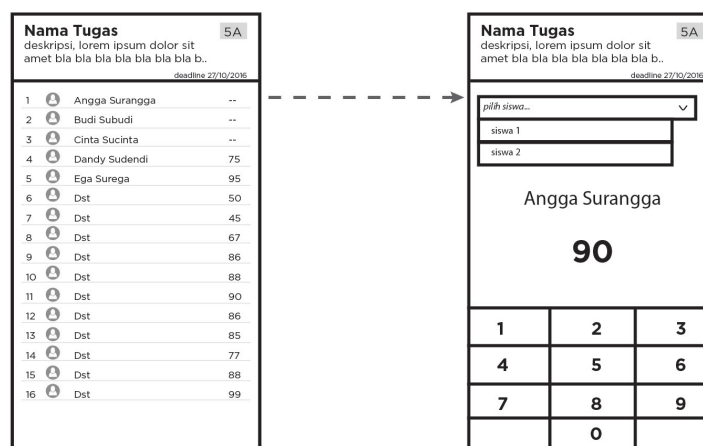 Nama Tugas 5A
deskripsi, lorem ipsum dolor sit
amet bla bla bla bla bla bla bla b..
deadline 27/10/2016
1 Angga Surangga --
2 Budi Subudi --
3 Cinta Sucinta --
4 Dandy Sudendi 75
5 Ega Surega 95
6 Dst 50
7 Dst 45
8 Dst 67
9 Dst 86
10 Dst 88
11 Dst 90
12 Dst 86
13 Dst 85
14 Dst 77
15 Dst 88
16 Dst 99
Nama Tugas 5A
deskripsi, lorem ipsum dolor sit
amet bla bla bla bla bla bla bla b..
deadline 27/10/2016
pilih siswa...
siswa 1
siswa 2
Angga Surangga
90
1 2 3
4 5 6
7 8 9
0